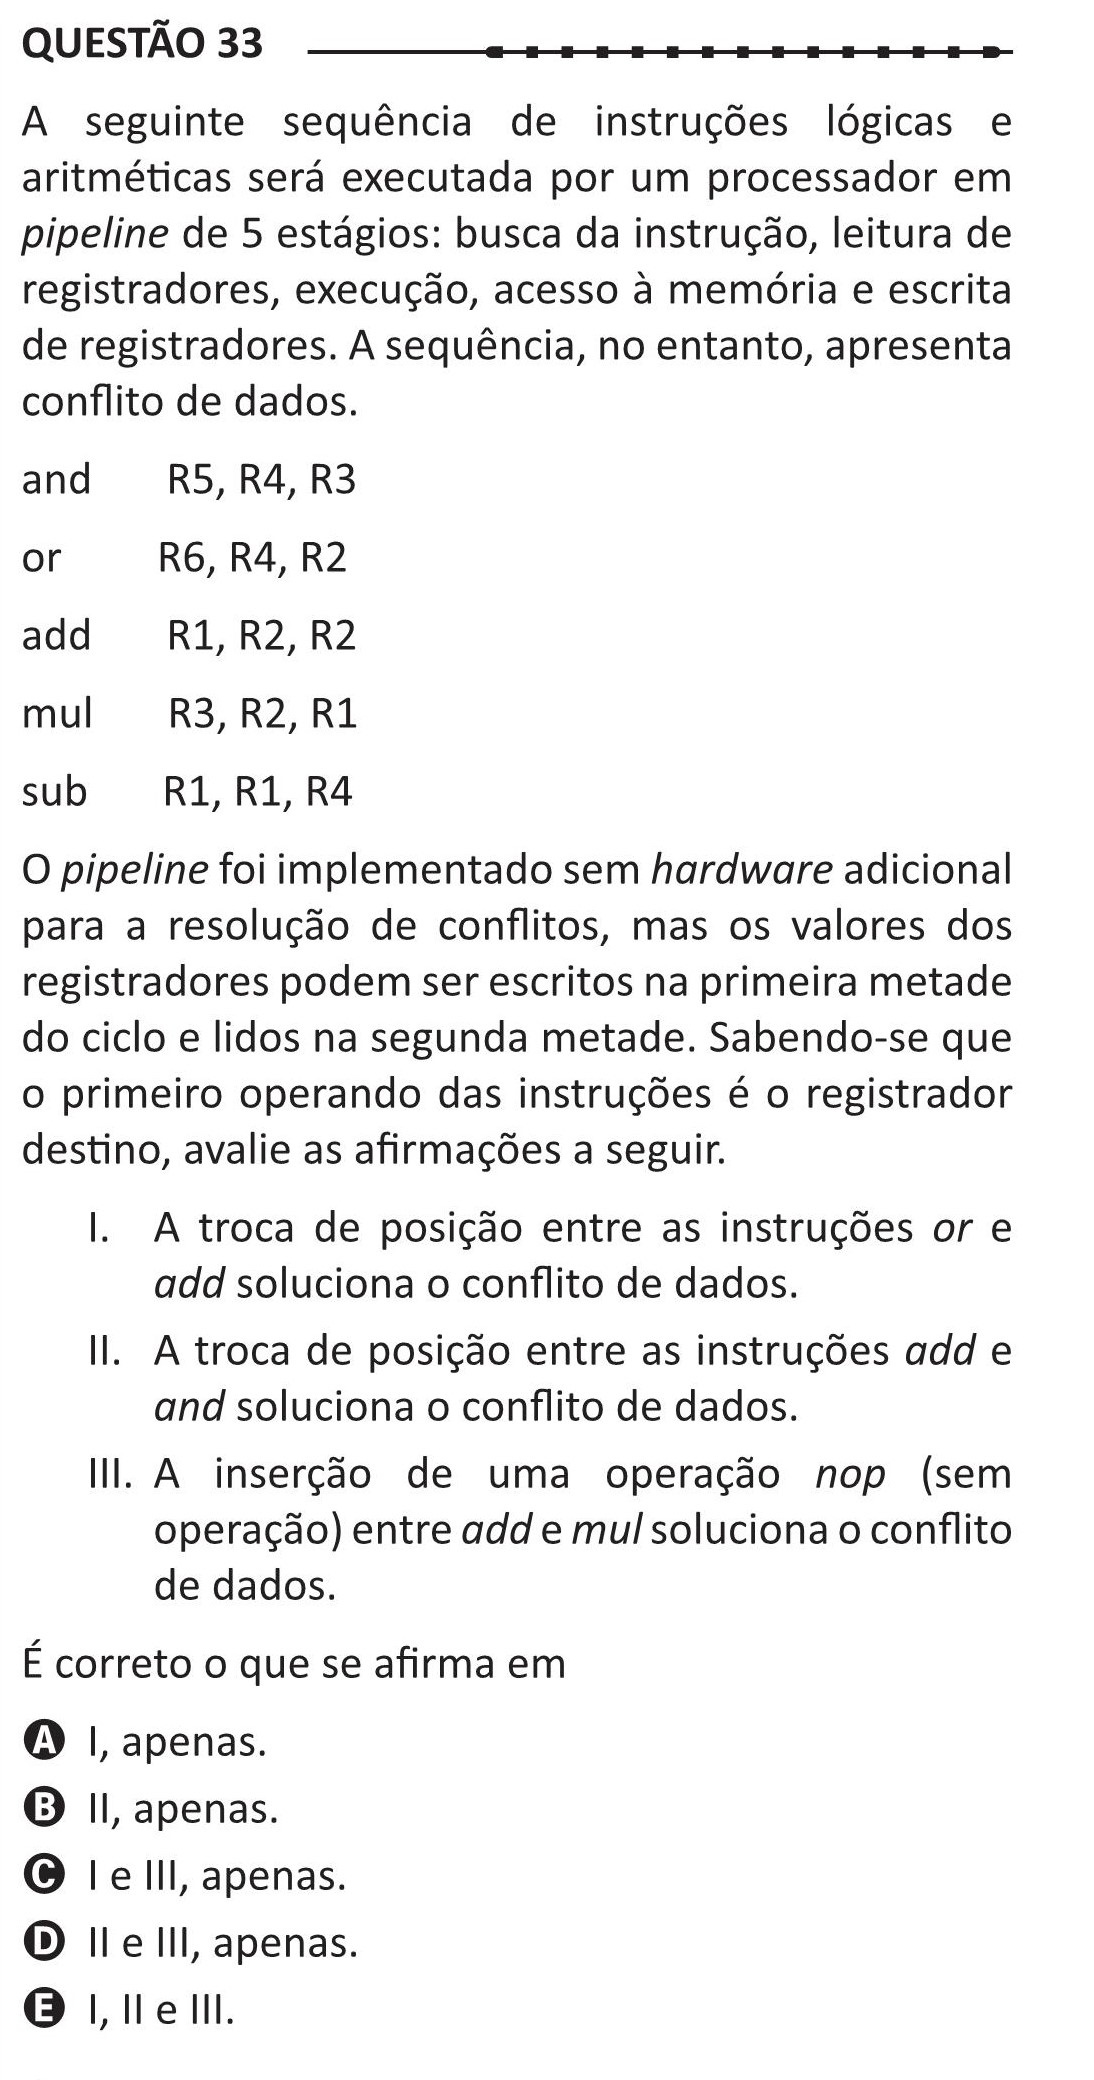 QUESTÃO 33
A seguinte sequência de instruções lógicas e
aritméticas será executada por um processador em
pipeline de 5 estágios: busca da instrução, leitura de
registradores, execução, acesso à memória e escrita
de registradores. A sequência, no entanto, apresenta
conflito de dados.
and R5, R4, R3
or R6, R4, R2
add R1, R2, R2
mul R3, R2, R1
sub R1, R1, R4
O pipeline foi implementado sem hardware adicional
para a resolução de conflitos, mas os valores dos
registradores podem ser escritos na primeira metade
do ciclo e lidos na segunda metade. Sabendo-se que
o primeiro operando das instruções é o registrador
destino, avalie as afirmações a seguir.
I. A troca de posição entre as instruções or e
add soluciona o conflito de dados.
II. A troca de posição entre as instruções add e
and soluciona o conflito de dados.
III. A inserção de uma operação nop (sem
operação) entre add e mul soluciona o conflito
de dados.
É correto o que se afirma em
A I, apenas.
B II, apenas.
C I e III, apenas.
D II e III, apenas.
E I, II e III.